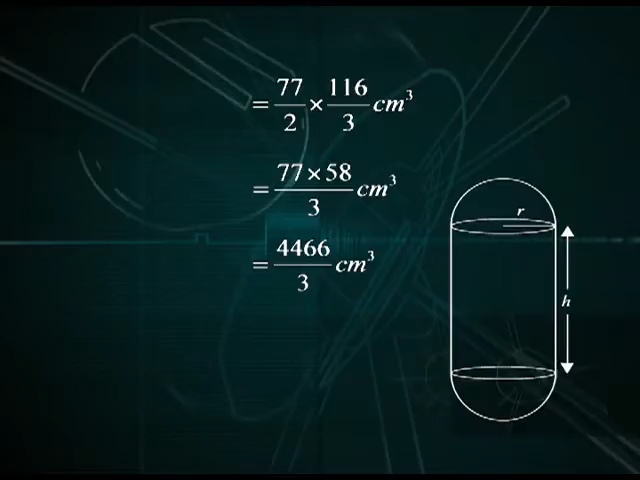 = 77/2 × 116/3 cm³
= 77 × 58/3 cm³
= 4466/3 cm³
r
h